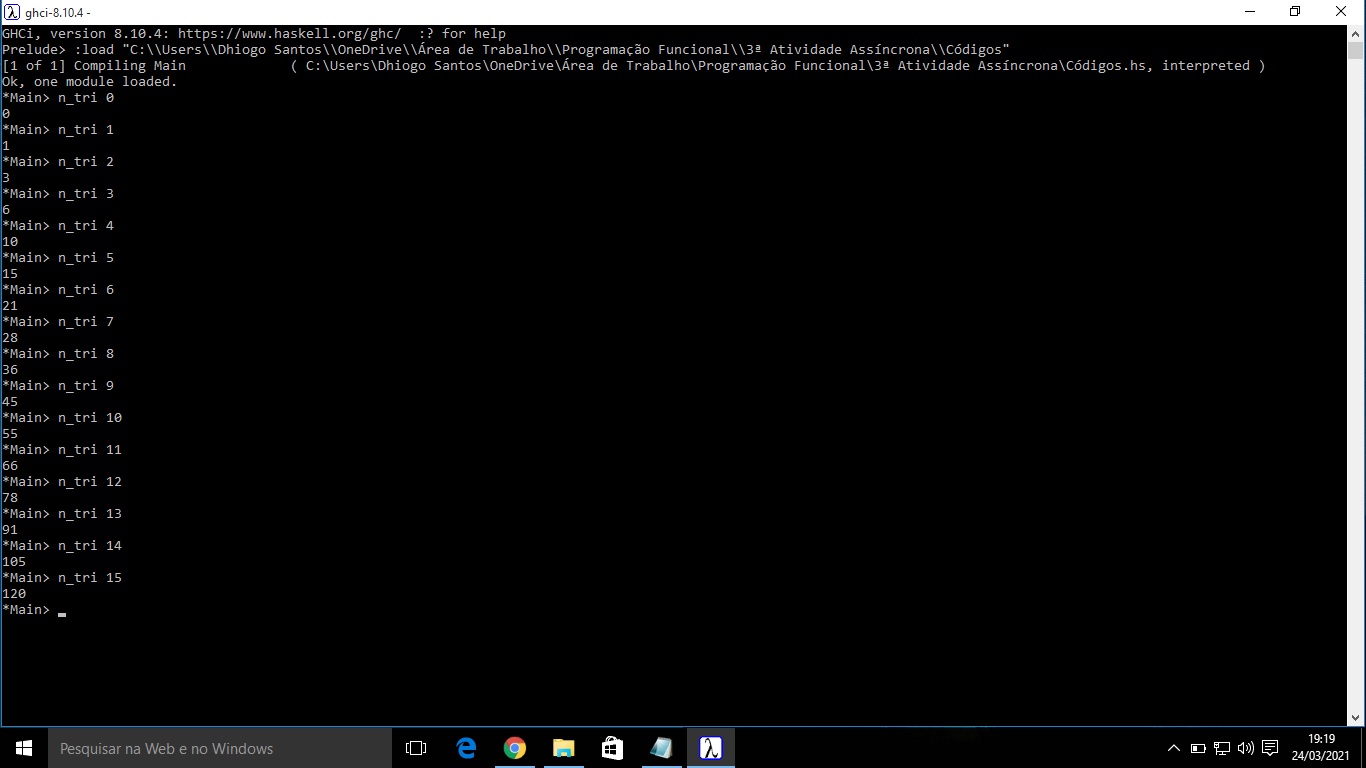 ghci-8.10.4 -
GHCi, version 8.10.4: https://www.haskell.org/ghc/  :? for help
Prelude> :load "C:\\Users\\Dhiogo Santos\\OneDrive\\Área de Trabalho\\Programação Funcional\\3ª Atividade Assíncrona\\Códigos"
[1 of 1] Compiling Main             ( C:\Users\Dhiogo Santos\OneDrive\Área de Trabalho\Programação Funcional\3ª Atividade Assíncrona\Códigos.hs, interpreted )
Ok, one module loaded.
*Main> n_tri 0
0
*Main> n_tri 1
1
*Main> n_tri 2
3
*Main> n_tri 3
6
*Main> n_tri 4
10
*Main> n_tri 5
15
*Main> n_tri 6
21
*Main> n_tri 7
28
*Main> n_tri 8
36
*Main> n_tri 9
45
*Main> n_tri 10
55
*Main> n_tri 11
66
*Main> n_tri 12
78
*Main> n_tri 13
91
*Main> n_tri 14
105
*Main> n_tri 15
120
*Main>
Pesquisar na Web e no Windows
19:19
24/03/2021